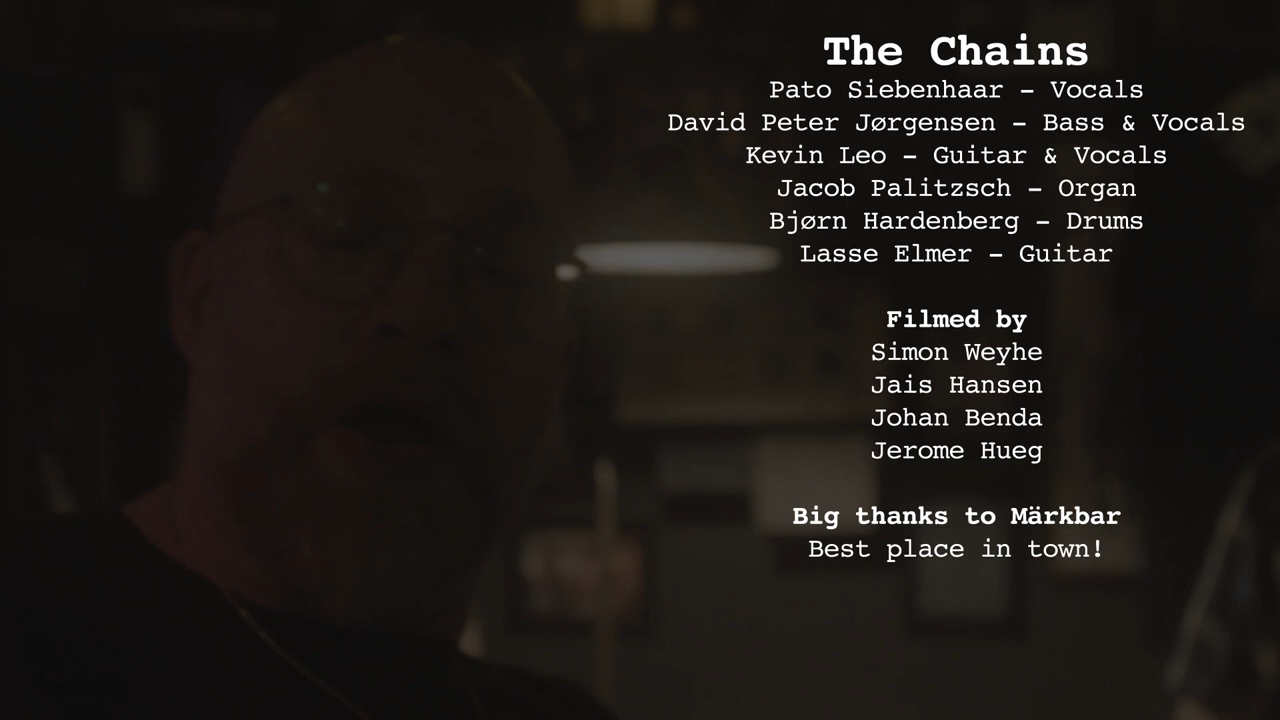 The Chains
Pato Siebenhaar – Vocals
David Peter Jørgensen – Bass & Vocals
Kevin Leo – Guitar & Vocals
Jacob Palitzsch – Organ
Bjørn Hardenberg – Drums
Lasse Elmer – Guitar
Filmed by
Simon Weyhe
Jais Hansen
Johan Benda
Jerome Hueg
Big thanks to Märkbar
Best place in town!